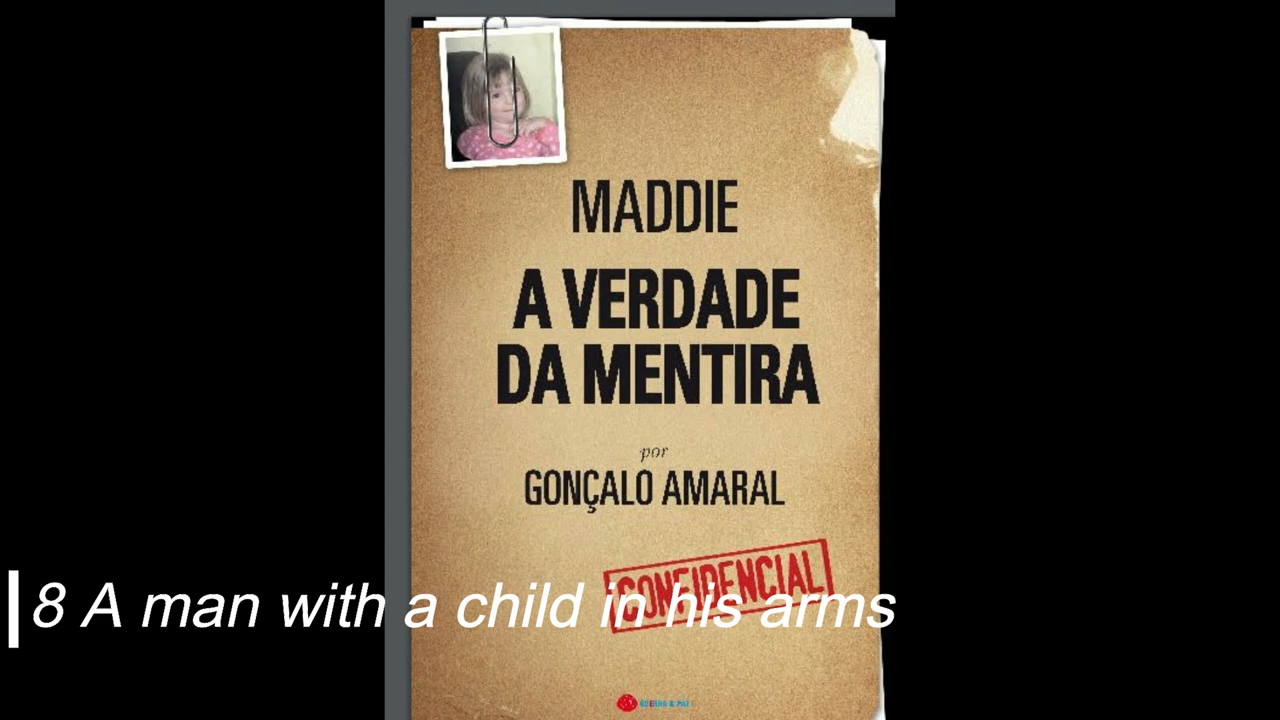 MADDIE
A VERDADE
DA MENTIRA
por
GONÇALO AMARAL
CONFIDENCIAL
8 A man with a child in his arms